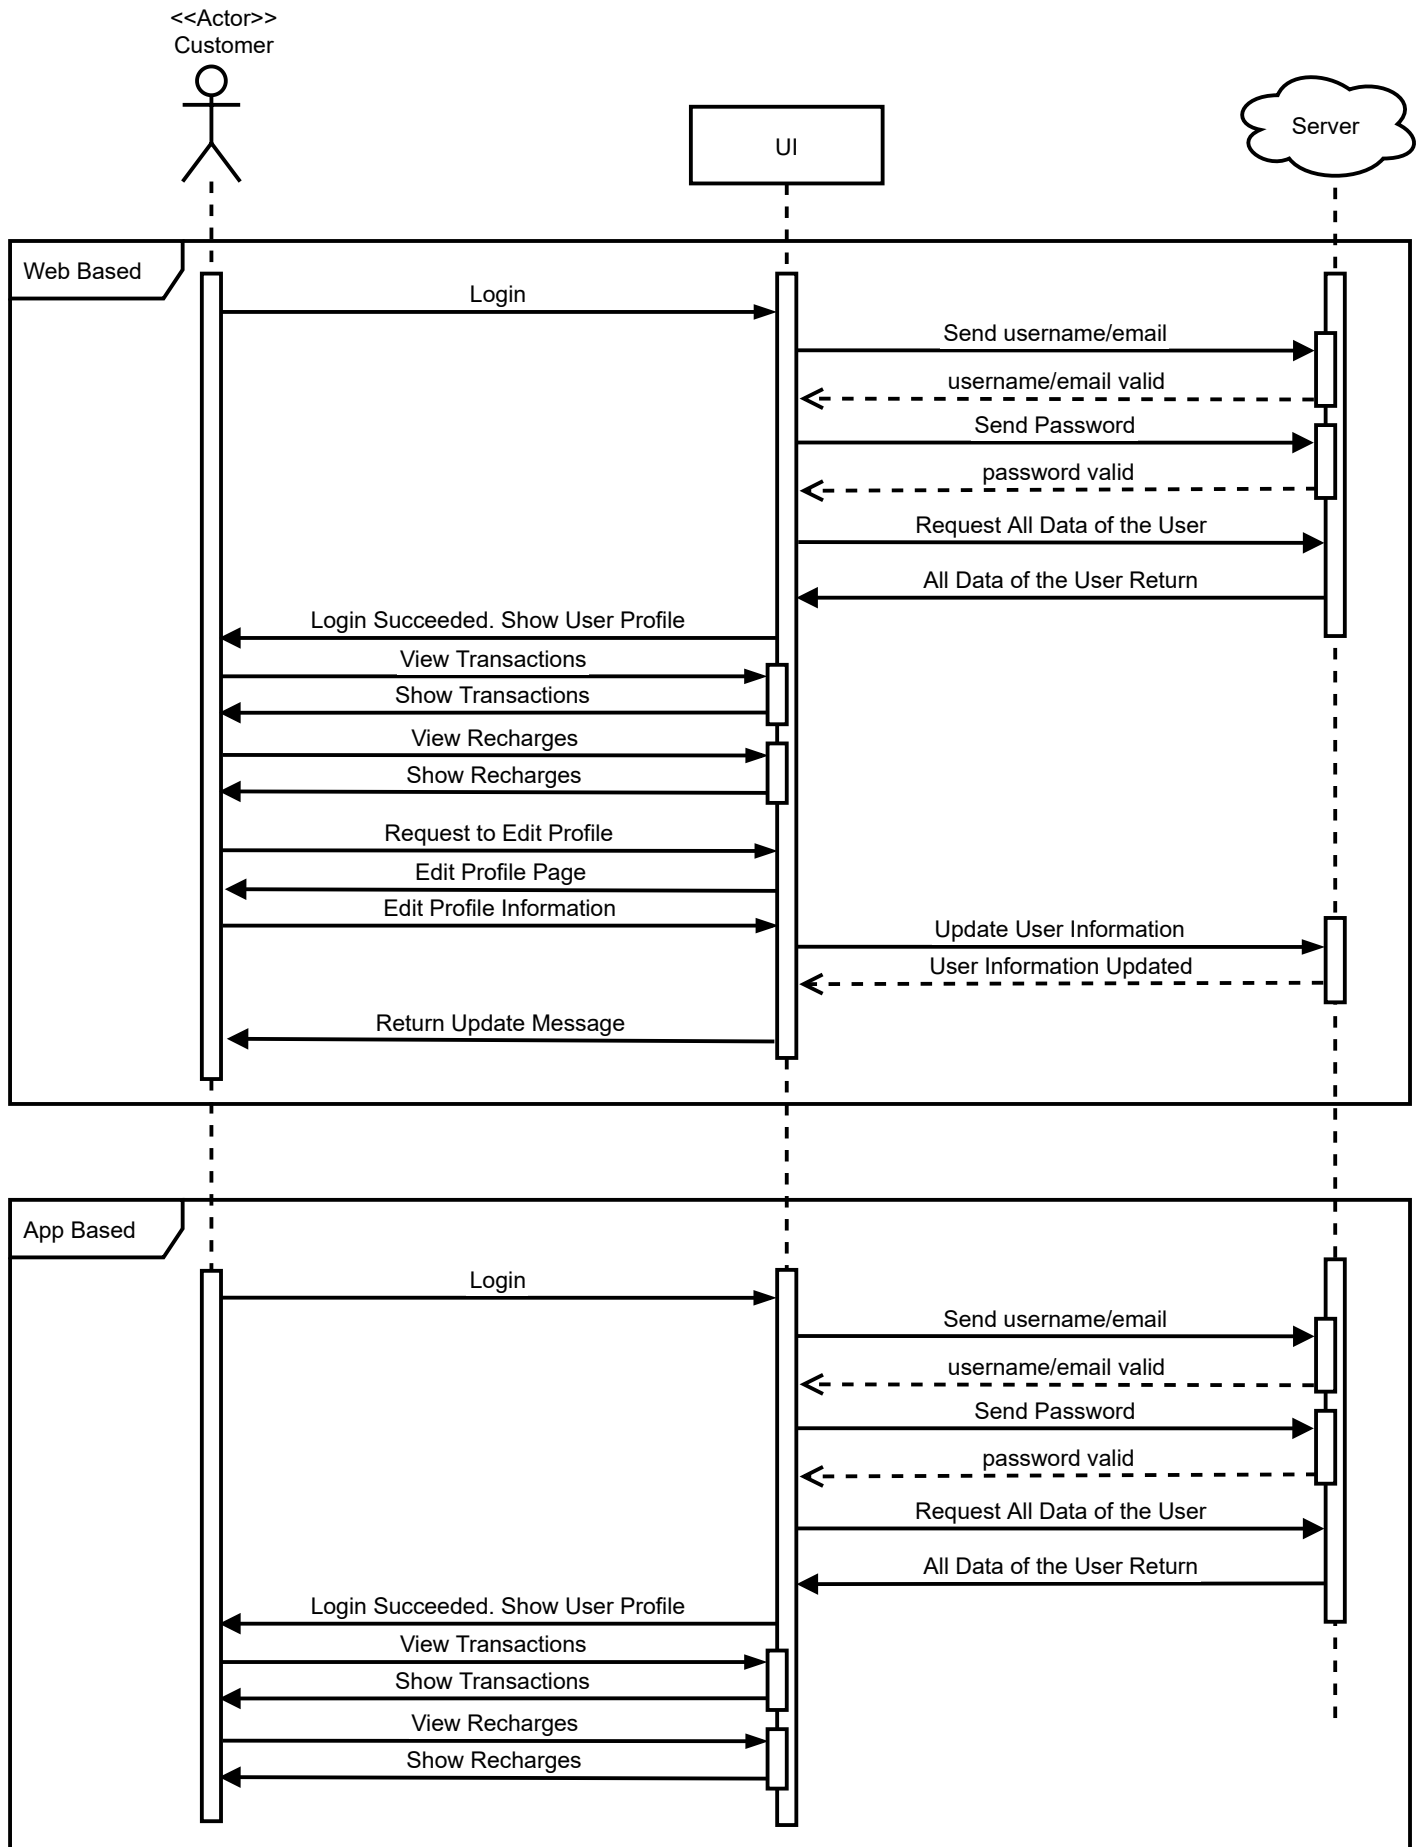 <<Actor>>
Customer
UI
Server
Web Based
Login
Send username/email
username/email valid
Send Password
password valid
Request All Data of the User
All Data of the User Return
Login Succeeded. Show User Profile
View Transactions
Show Transactions
View Recharges
Show Recharges
Request to Edit Profile
Edit Profile Page
Edit Profile Information
Update User Information
User Information Updated
Return Update Message
App Based
Login
Send username/email
username/email valid
Send Password
password valid
Request All Data of the User
All Data of the User Return
Login Succeeded. Show User Profile
View Transactions
Show Transactions
View Recharges
Show Recharges